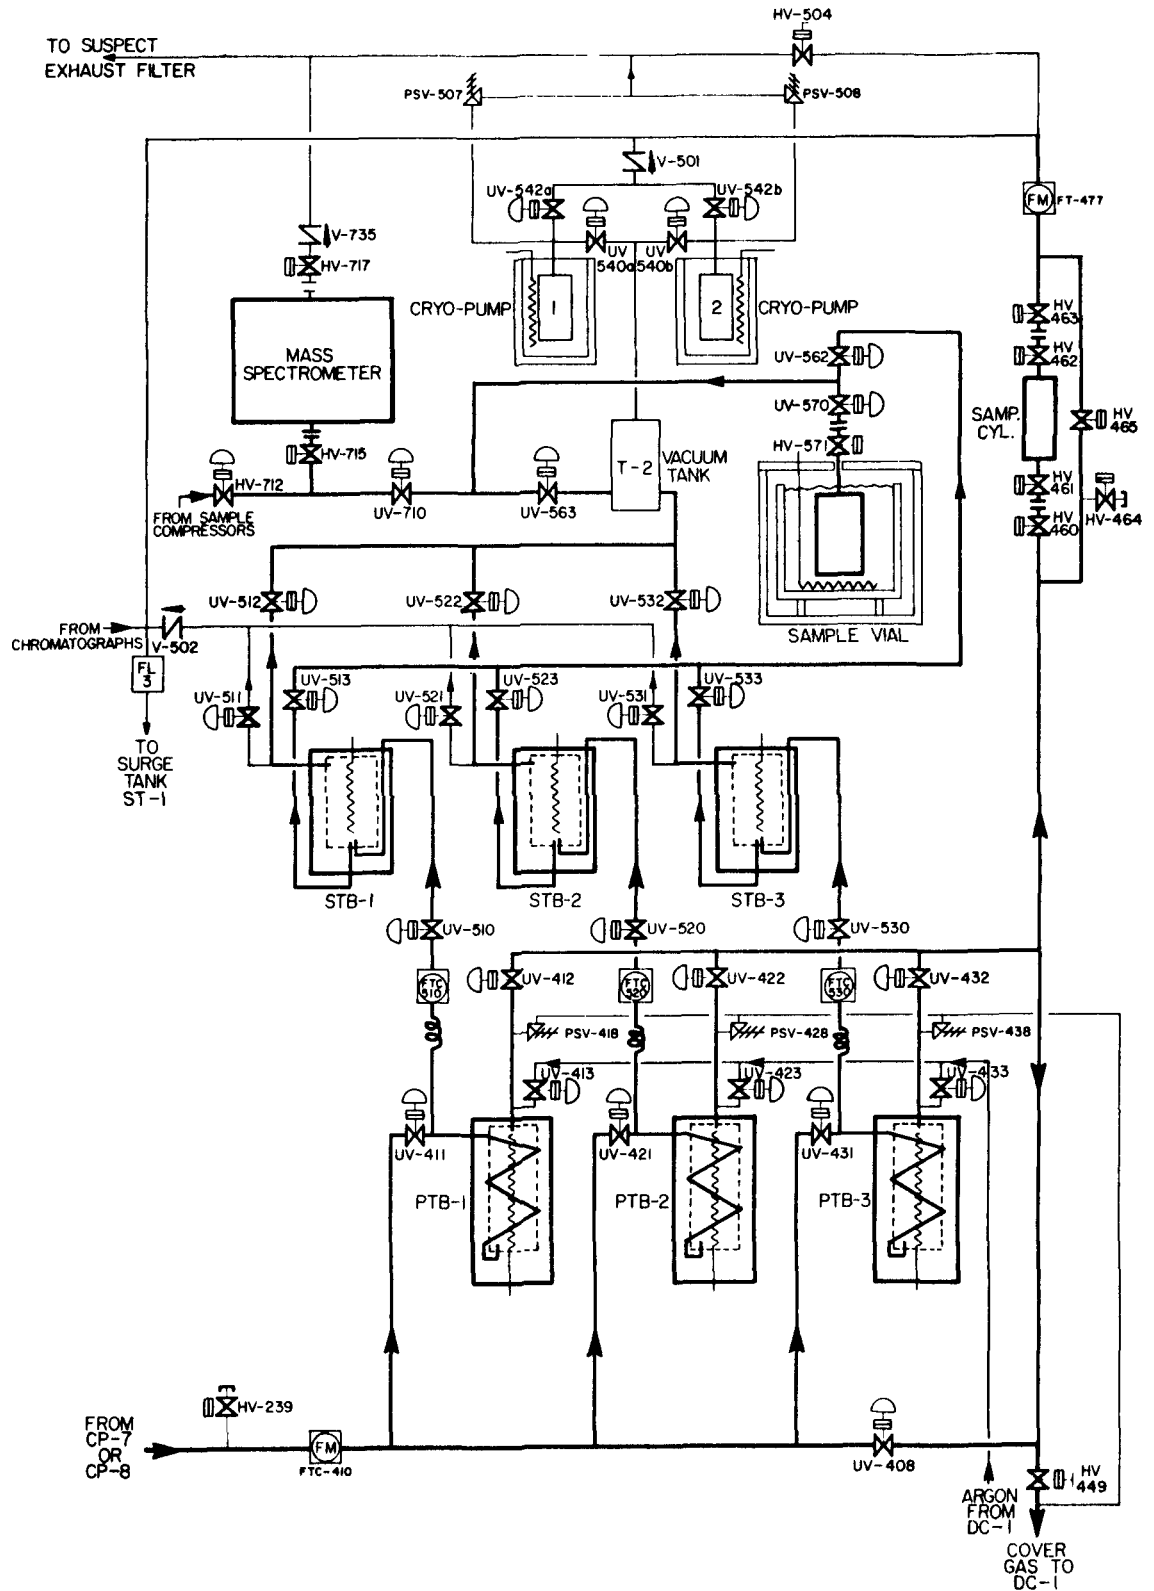 HV-504
TO SUSPECT
EXHAUST FILTER
PSV-507
PSV-508
V-501
UV-542a
UV-542b
FM
FT-477
V-735
HV-717
UV
540a
UV
540b
CRYO-PUMP
1
2
CRYO-PUMP
HV
463
MASS
SPECTROMETER
UV-562
HV
462
UV-570
SAMP.
CYL.
HV
465
HV-715
HV-571
T-2
VACUUM
TANK
HV-712
HV
461
FROM SAMPLE
COMPRESSORS
UV-710
UV-563
HV
460
HV-464
UV-512
UV-522
UV-532
FROM
CHROMATOGRAPHS
V-502
SAMPLE VIAL
FL
3
UV-511
UV-513
UV-521
UV-523
UV-531
UV-533
TO
SURGE
TANK
ST-1
STB-1
STB-2
STB-3
UV-510
UV-520
UV-530
FTC
510
UV-412
FTC
520
UV-422
FTC
530
UV-432
PSV-418
PSV-428
PSV-438
UV-413
UV-423
UV-433
UV-411
UV-421
UV-431
PTB-1
PTB-2
PTB-3
HV-239
FROM
CP-7
OR
CP-8
FM
FTC-410
UV-408
HV
449
ARGON
FROM
DC-1
COVER
GAS TO
DC-1